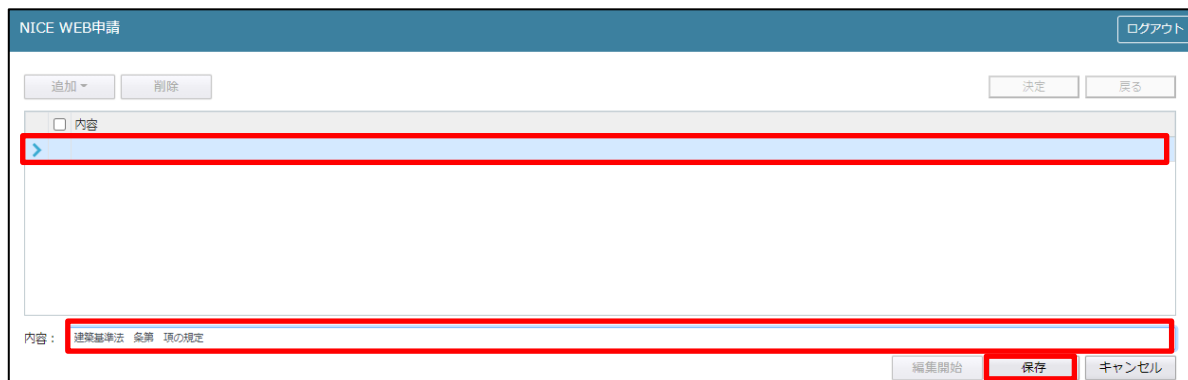 NICE WEB申請
ログアウト
追加 削除 決定 戻る
内容
内容： 建築基準法　条第　項の規定
編集開始 保存 キャンセル